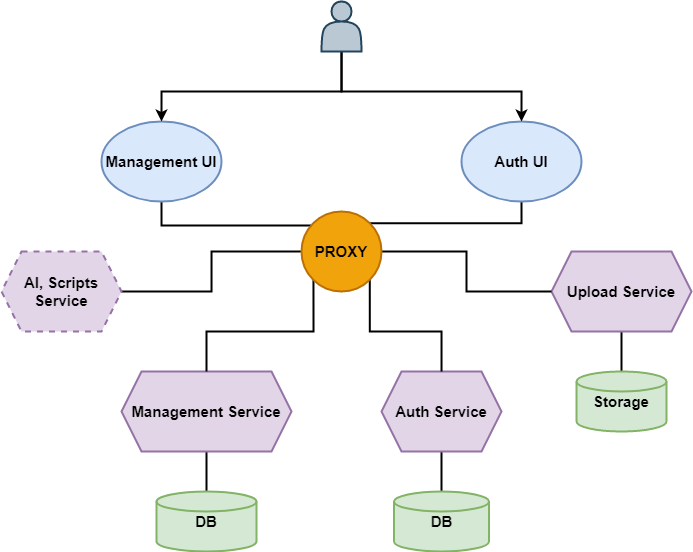 Management UI
Auth UI
PROXY
AI, Scripts
Service
Upload Service
Management Service
Auth Service
Storage
DB
DB